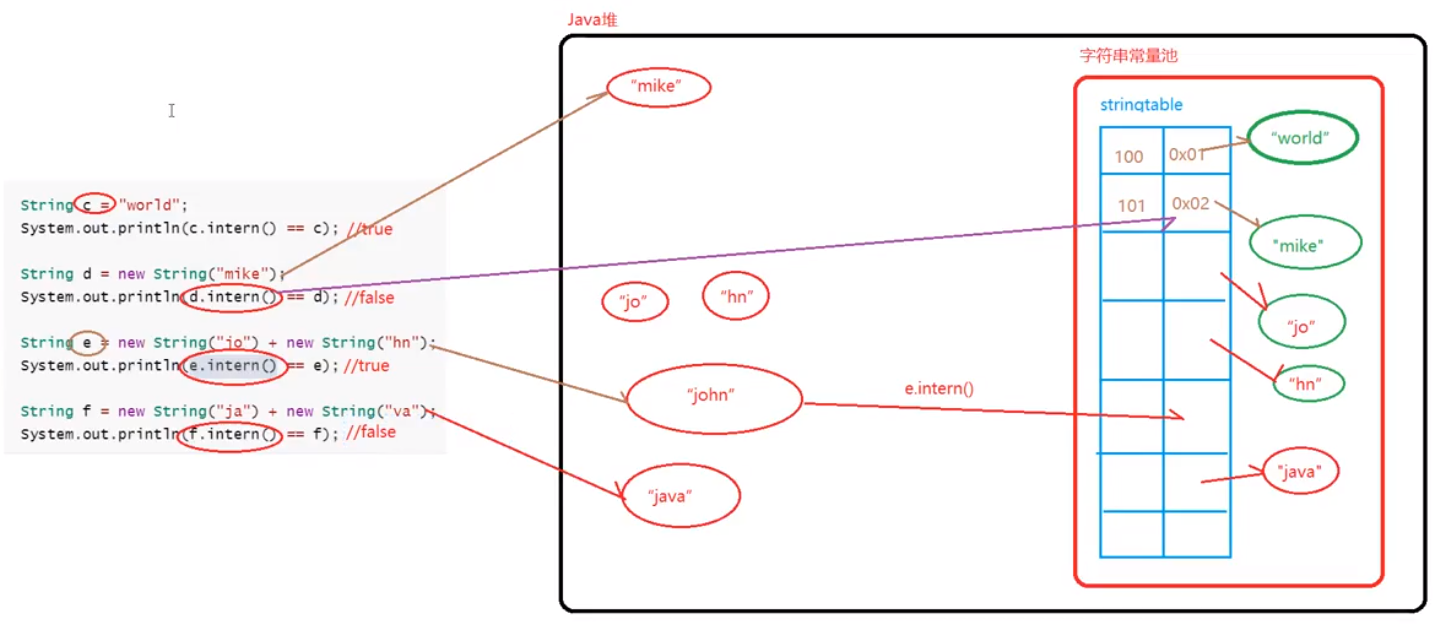 Java堆
字符串常量池
"mike"
stringtable
"world"
100 0x01
101 0x02
"mike"
String c = "world";
System.out.println(c.intern() == c); //true
String d = new String("mike");
System.out.println(d.intern() == d); //false
"jo" "hn"
"jo"
String e = new String("jo") + new String("hn");
System.out.println(e.intern() == e); //true
"hn"
"john"
e.intern()
String f = new String("ja") + new String("va");
System.out.println(f.intern() == f); //false
"java"
"java"